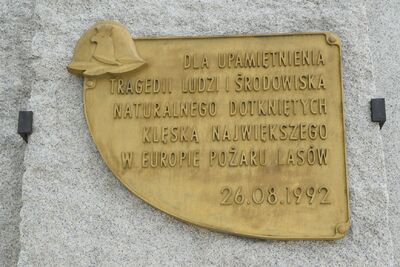 DLA UPAMIĘTNIENIA
TRAGEDII LUDZI I ŚRODOWISKA
NATURALNEGO DOTKNIĘTYCH
KLĘSKĄ NAJWIĘKSZEGO
W EUROPIE POŻARU LASÓW
26.08.1992